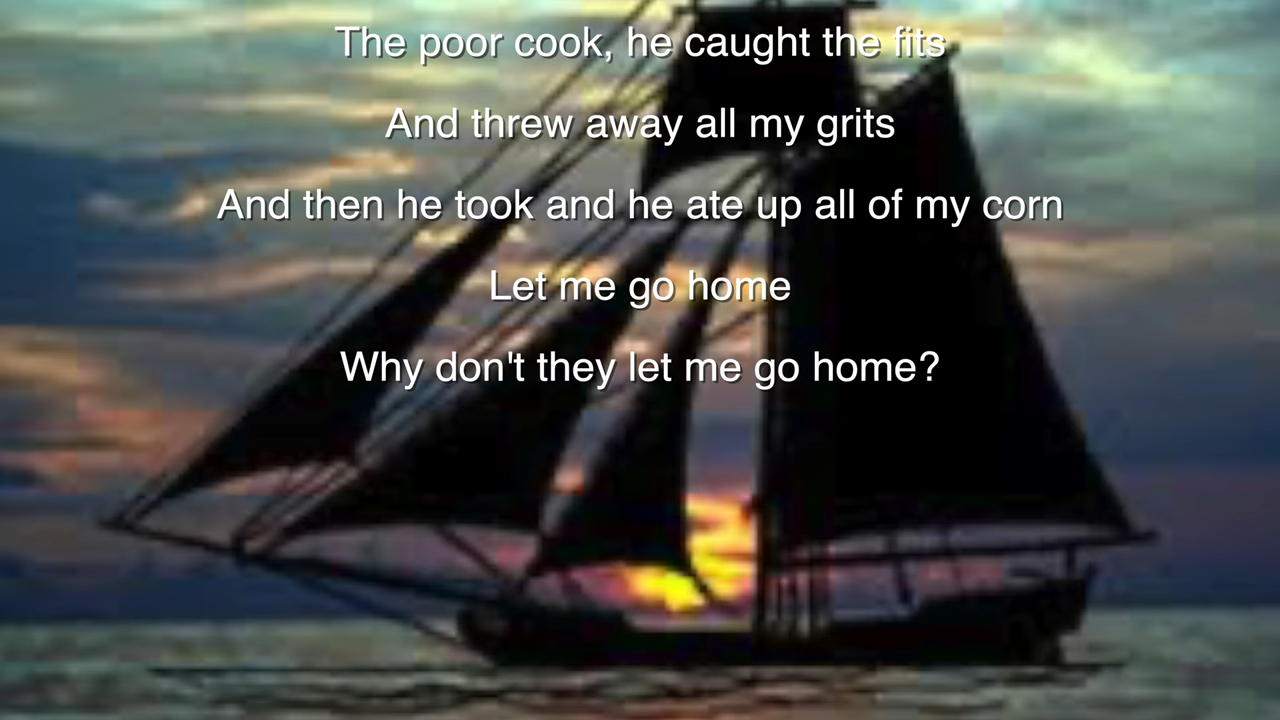 The poor cook, he caught the fits
And threw away all my grits
And then he took and he ate up all of my corn
Let me go home
Why don't they let me go home?